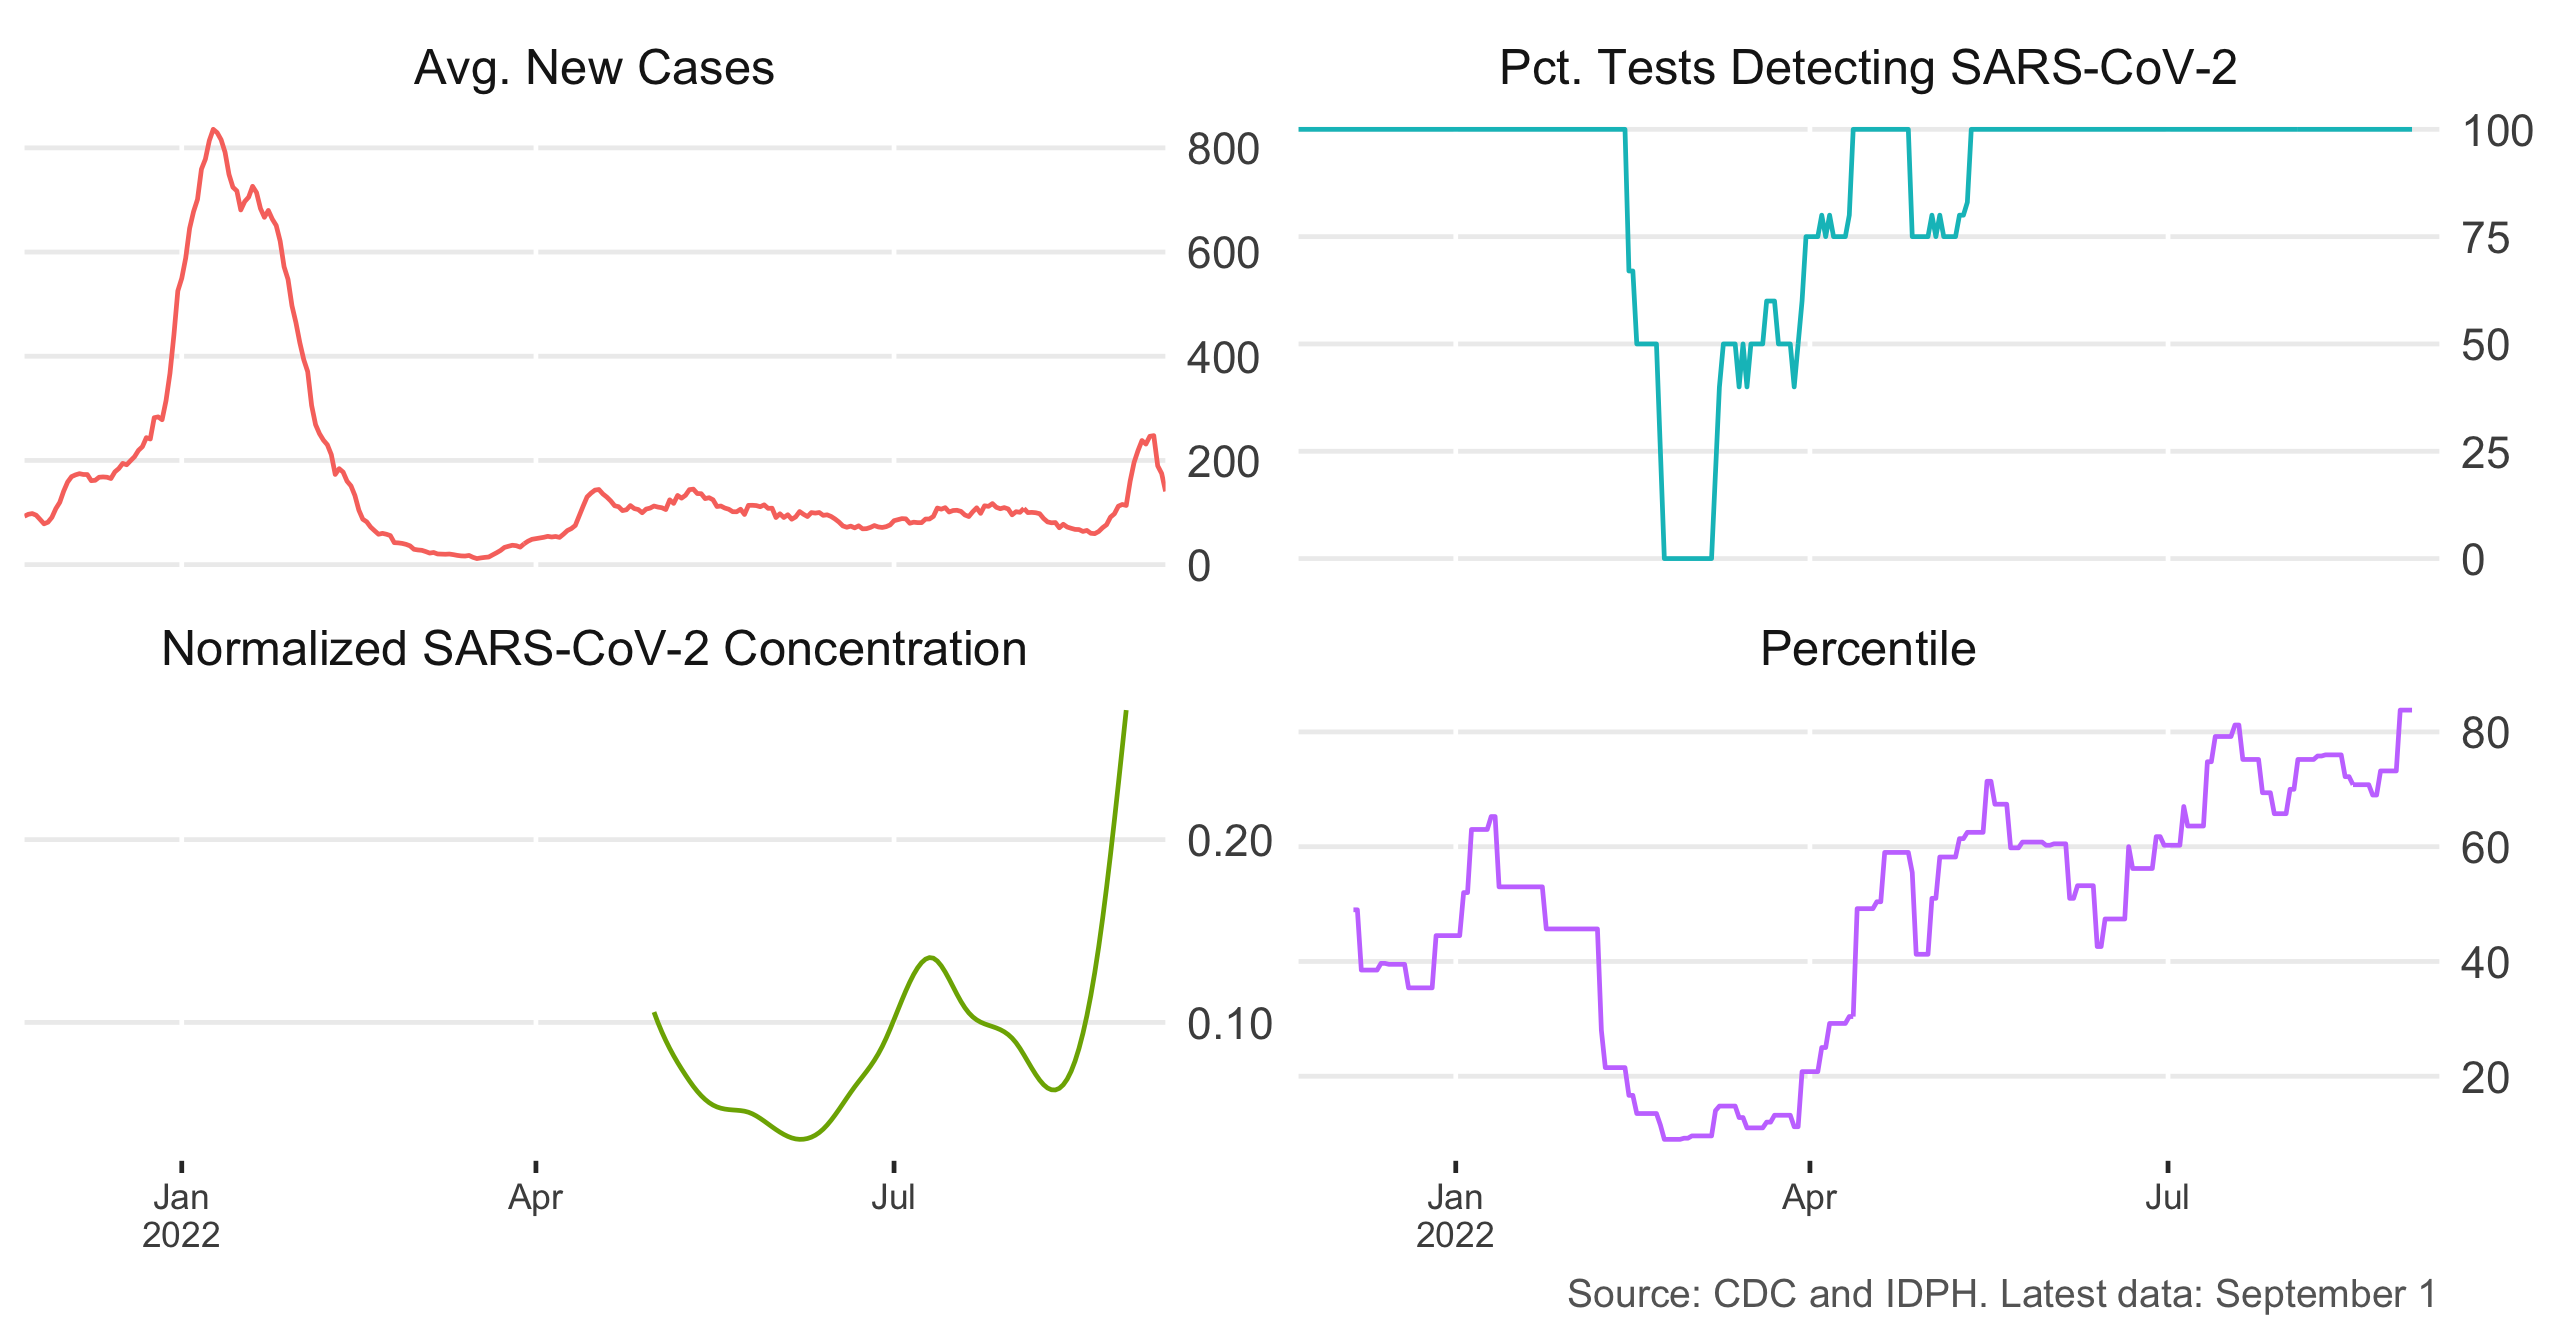 Avg. New Cases
800
600
400
200
0
Pct. Tests Detecting SARS-CoV-2
100
75
50
25
0
Normalized SARS-CoV-2 Concentration
0.20
0.10
Jan
2022
Apr
Jul
Percentile
80
60
40
20
Jan
2022
Apr
Jul
Source: CDC and IDPH. Latest data: September 1